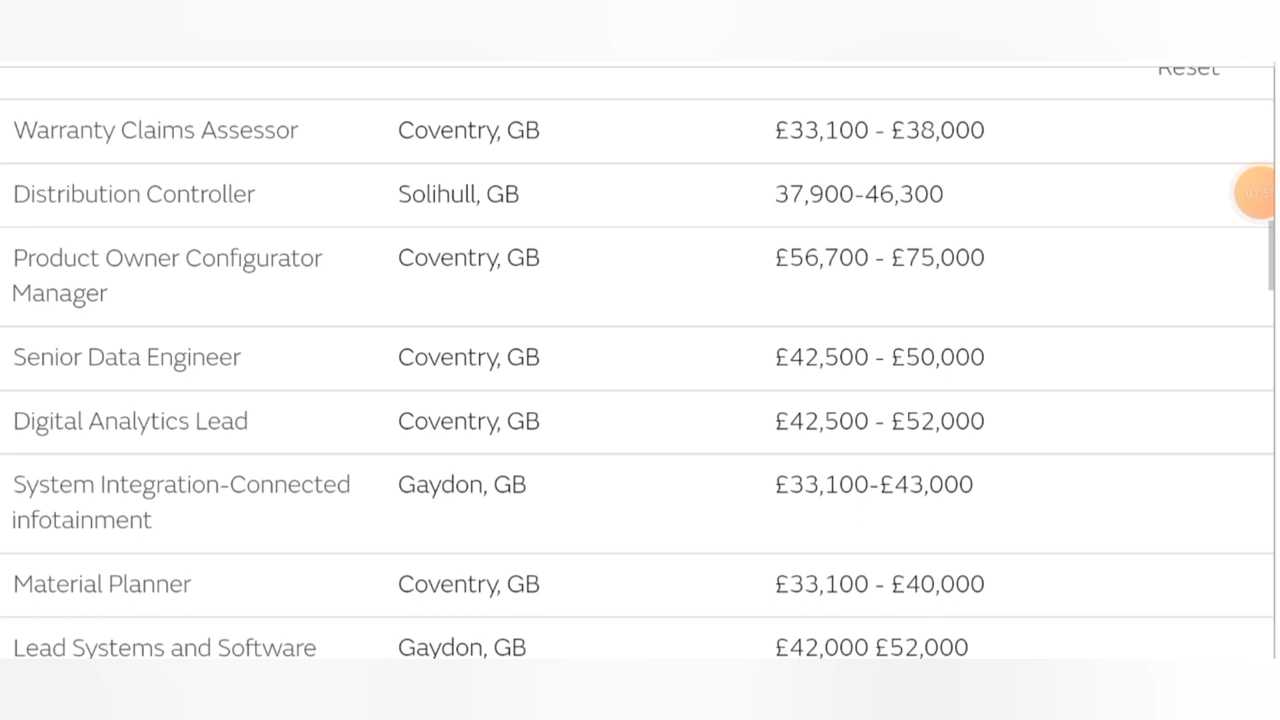 Reset
Warranty Claims Assessor Coventry, GB £33,100 - £38,000
Distribution Controller Solihull, GB 37,900-46,300
Product Owner Configurator Coventry, GB £56,700 - £75,000
Manager
Senior Data Engineer Coventry, GB £42,500 - £50,000
Digital Analytics Lead Coventry, GB £42,500 - £52,000
System Integration-Connected Gaydon, GB £33,100-£43,000
infotainment
Material Planner Coventry, GB £33,100 - £40,000
Lead Systems and Software Gaydon, GB £42,000 £52,000